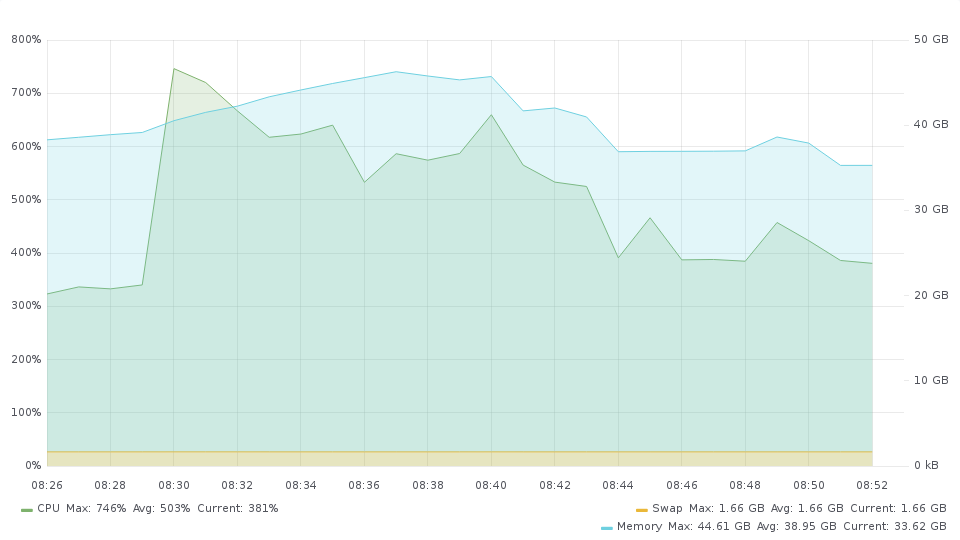 800%
700%
600%
500%
400%
300%
200%
100%
0%
50 GB
40 GB
30 GB
20 GB
10 GB
0 kB
08:26 08:28 08:30 08:32 08:34 08:36 08:38 08:40 08:42 08:44 08:46 08:48 08:50 08:52
CPU Max: 746% Avg: 503% Current: 381%
Swap Max: 1.66 GB Avg: 1.66 GB Current: 1.66 GB
Memory Max: 44.61 GB Avg: 38.95 GB Current: 33.62 GB